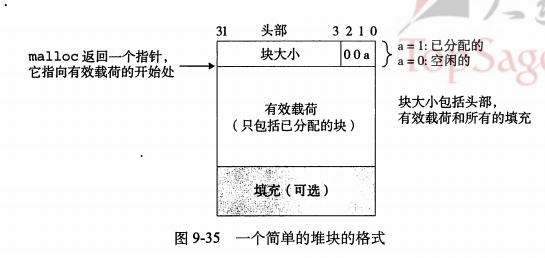 31 头部 3 2 1 0
malloc 返回一个指针，
它指向有效载荷的开始处
块大小
0 0 a
a = 1: 已分配的
a = 0: 空闲的
TopSage
有效载荷
（只包括已分配的块）
块大小包括头部，
有效载荷和所有的填充
填充（可选）
图 9-35 一个简单的堆块的格式